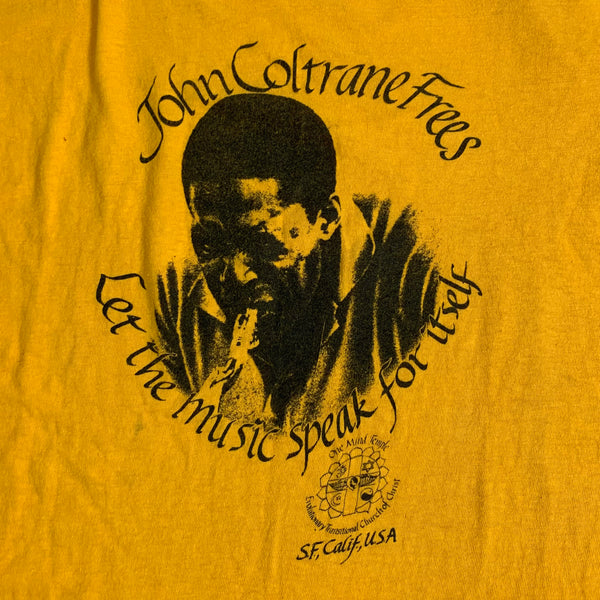 John Coltrane Frees
Let the music speak for itself
One Mind Temple
Evolutionary Transitional Church of Christ
S.F., Calif., USA